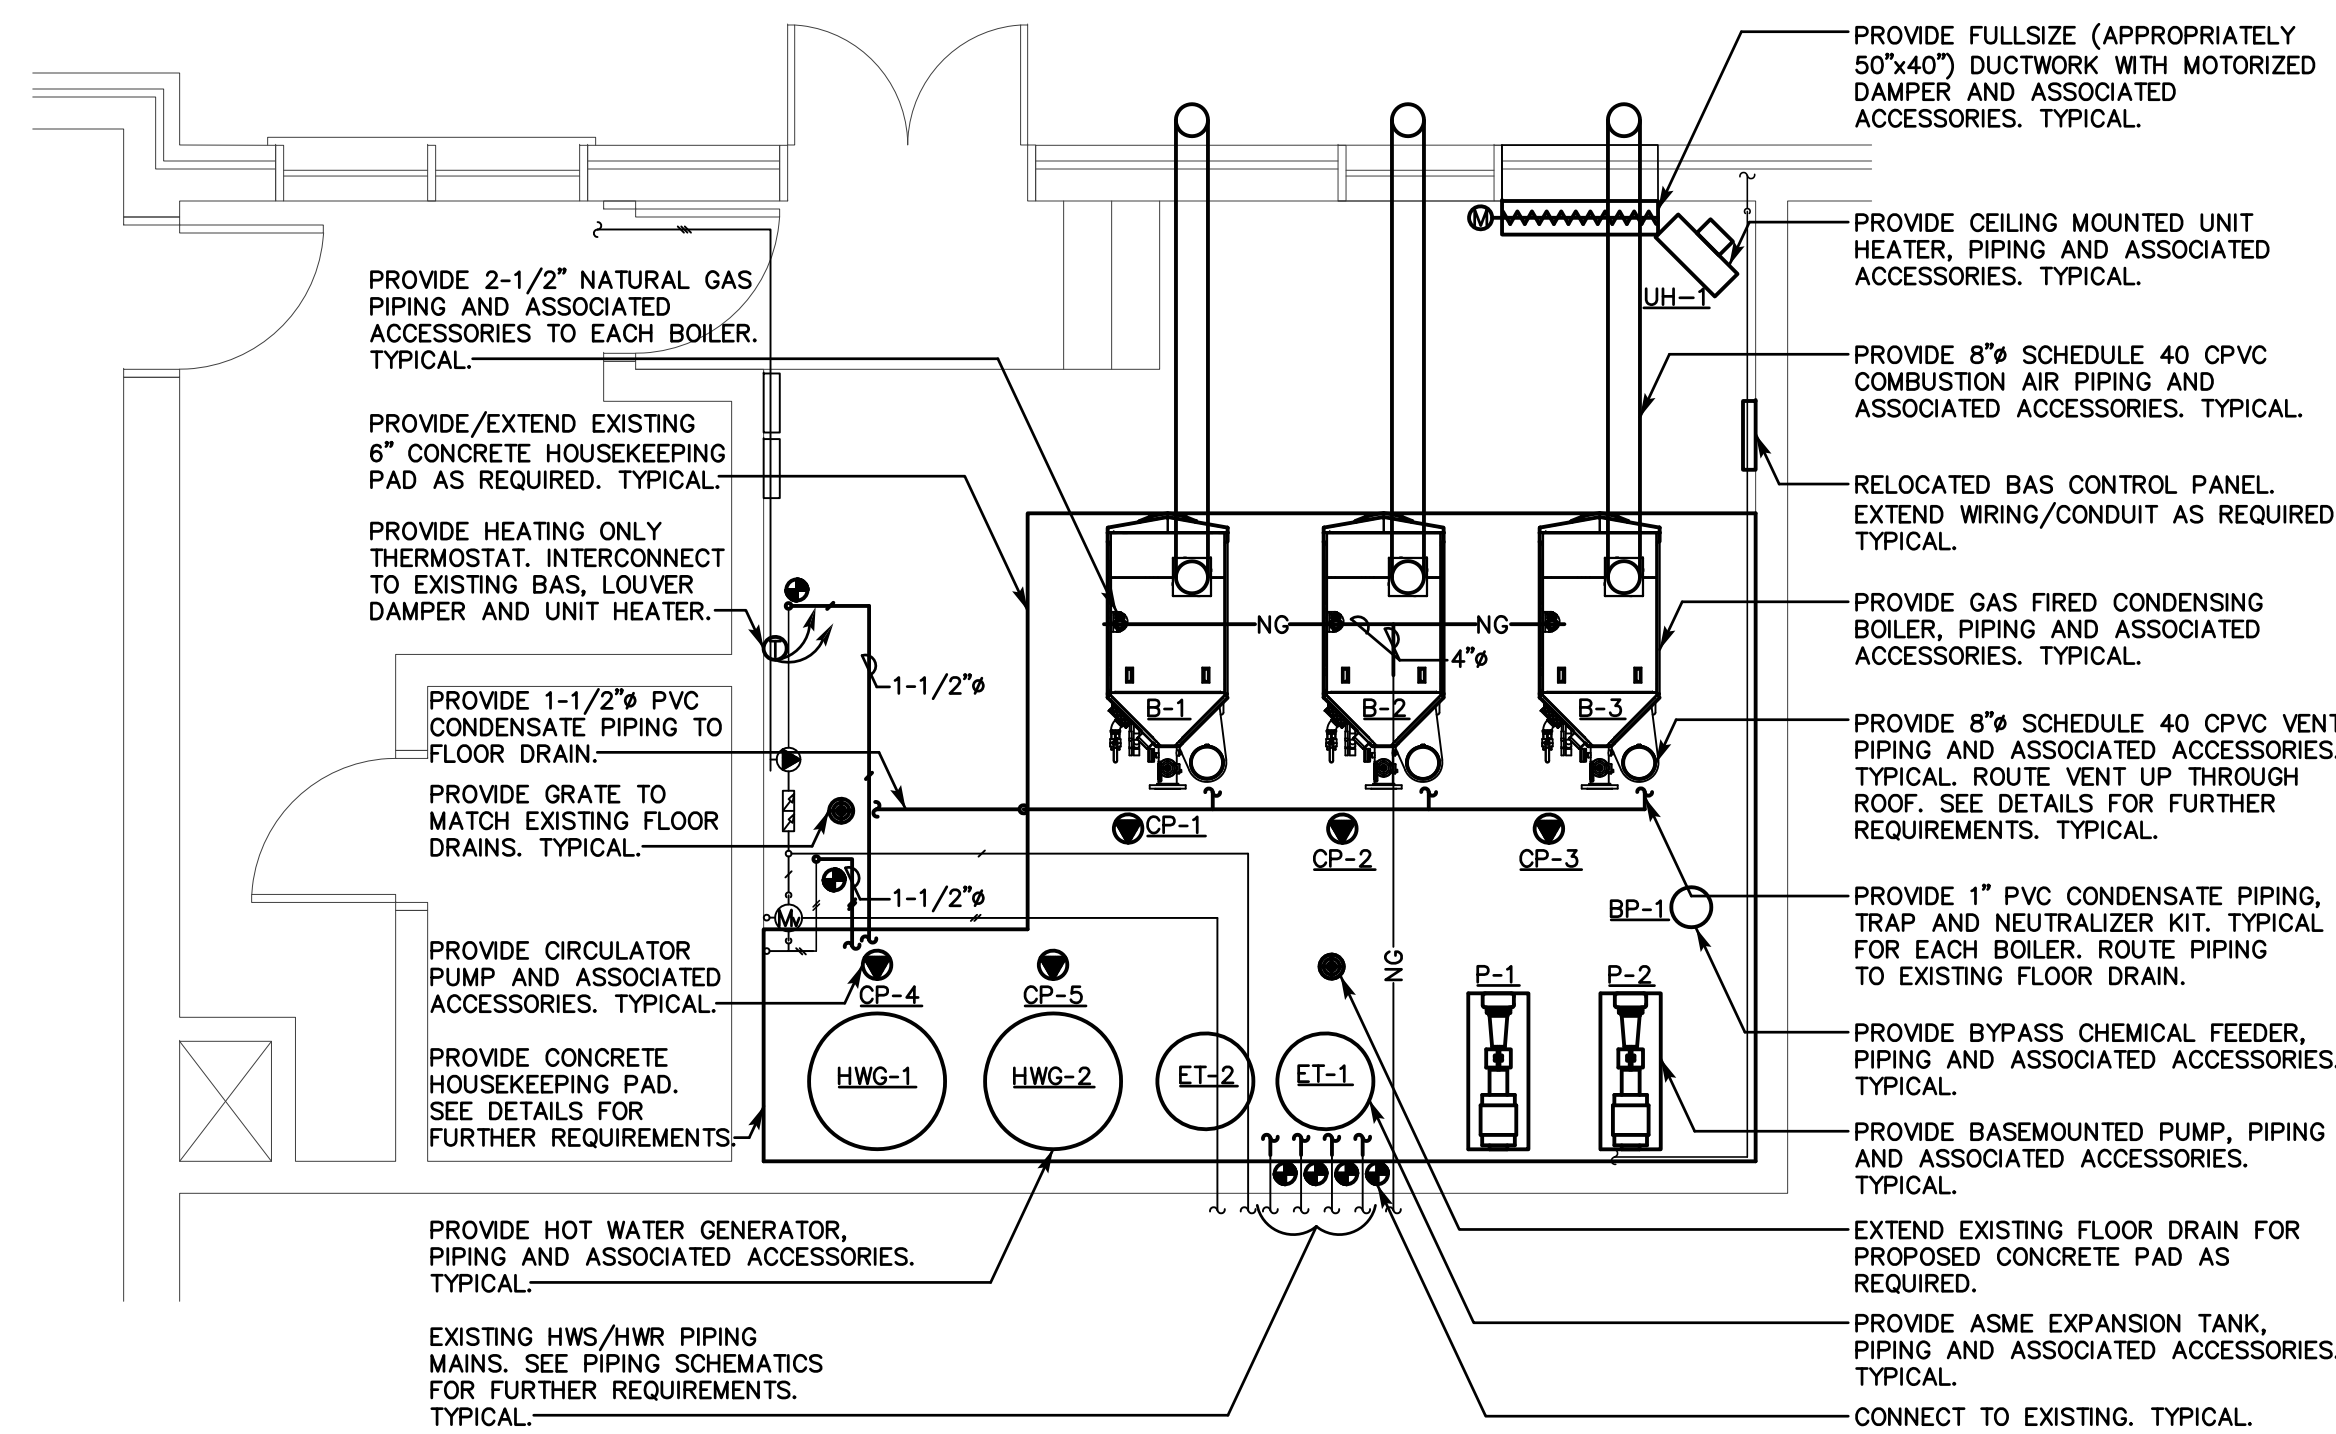 PROVIDE FULLSIZE (APPROPRIATELY
50"x40") DUCTWORK WITH MOTORIZED
DAMPER AND ASSOCIATED
ACCESSORIES. TYPICAL.
M
PROVIDE CEILING MOUNTED UNIT
HEATER, PIPING AND ASSOCIATED
ACCESSORIES. TYPICAL.
UH-1
PROVIDE 2-1/2" NATURAL GAS
PIPING AND ASSOCIATED
ACCESSORIES TO EACH BOILER.
TYPICAL.
PROVIDE 8"ø SCHEDULE 40 CPVC
COMBUSTION AIR PIPING AND
ASSOCIATED ACCESSORIES. TYPICAL.
PROVIDE/EXTEND EXISTING
6" CONCRETE HOUSEKEEPING
PAD AS REQUIRED. TYPICAL.
RELOCATED BAS CONTROL PANEL.
EXTEND WIRING/CONDUIT AS REQUIRED
TYPICAL.
PROVIDE HEATING ONLY
THERMOSTAT. INTERCONNECT
TO EXISTING BAS, LOUVER
DAMPER AND UNIT HEATER.
T
PROVIDE GAS FIRED CONDENSING
BOILER, PIPING AND ASSOCIATED
ACCESSORIES. TYPICAL.
NG
NG
4"ø
1-1/2"ø
B-1
B-2
B-3
PROVIDE 1-1/2"ø PVC
CONDENSATE PIPING TO
FLOOR DRAIN.
PROVIDE 8"ø SCHEDULE 40 CPVC VENT
PIPING AND ASSOCIATED ACCESSORIES.
TYPICAL. ROUTE VENT UP THROUGH
ROOF. SEE DETAILS FOR FURTHER
REQUIREMENTS. TYPICAL.
PROVIDE GRATE TO
MATCH EXISTING FLOOR
DRAINS. TYPICAL.
CP-1
CP-2
CP-3
1-1/2"ø
M
BP-1
PROVIDE 1" PVC CONDENSATE PIPING,
TRAP AND NEUTRALIZER KIT. TYPICAL
FOR EACH BOILER. ROUTE PIPING
TO EXISTING FLOOR DRAIN.
PROVIDE CIRCULATOR
PUMP AND ASSOCIATED
ACCESSORIES. TYPICAL.
CP-4
CP-5
NG
P-1
P-2
PROVIDE BYPASS CHEMICAL FEEDER,
PIPING AND ASSOCIATED ACCESSORIES.
TYPICAL.
PROVIDE CONCRETE
HOUSEKEEPING PAD.
SEE DETAILS FOR
FURTHER REQUIREMENTS.
HWG-1
HWG-2
ET-2
ET-1
PROVIDE BASEMOUNTED PUMP, PIPING
AND ASSOCIATED ACCESSORIES.
TYPICAL.
PROVIDE HOT WATER GENERATOR,
PIPING AND ASSOCIATED ACCESSORIES.
TYPICAL.
EXTEND EXISTING FLOOR DRAIN FOR
PROPOSED CONCRETE PAD AS
REQUIRED.
EXISTING HWS/HWR PIPING
MAINS. SEE PIPING SCHEMATICS
FOR FURTHER REQUIREMENTS.
TYPICAL.
PROVIDE ASME EXPANSION TANK,
PIPING AND ASSOCIATED ACCESSORIES.
TYPICAL.
CONNECT TO EXISTING. TYPICAL.